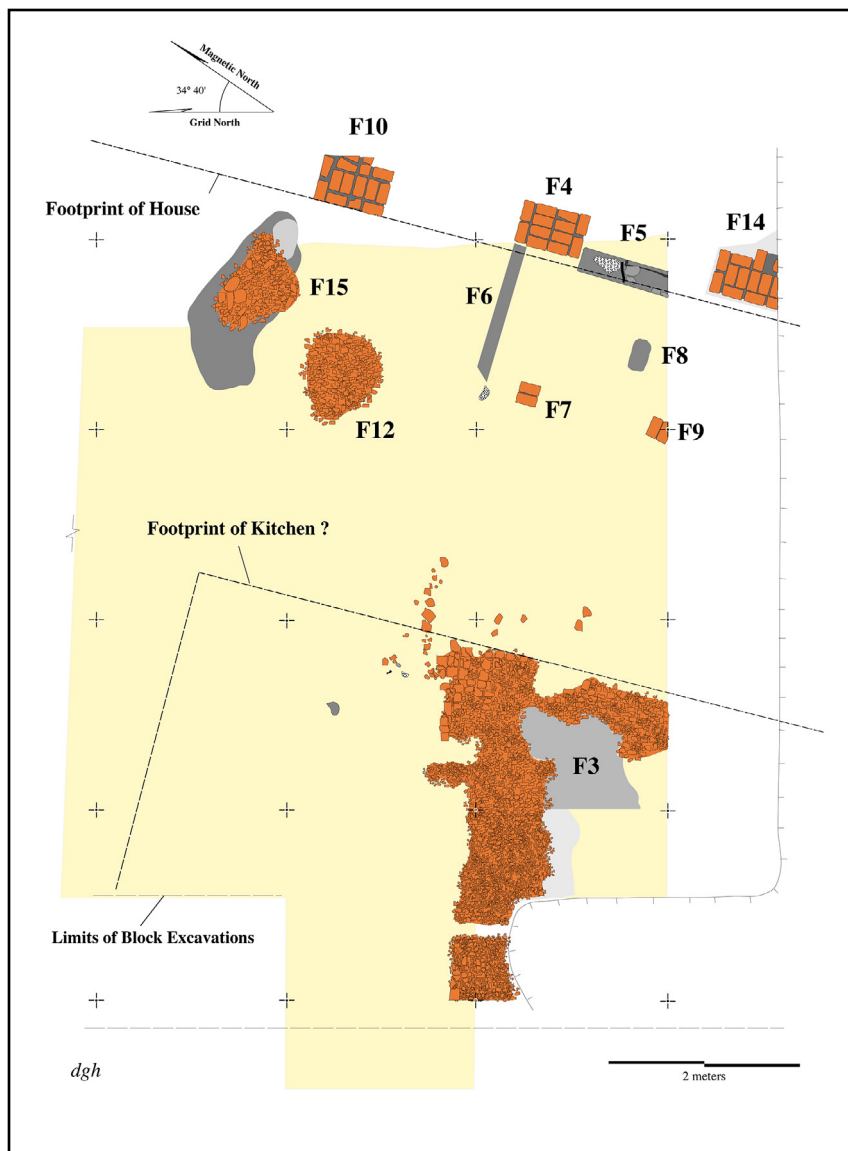 Magnetic North
34° 40'
Grid North
F10
F4
Footprint of House
F5
F14
F15
F6
F8
F7
F12
F9
Footprint of Kitchen ?
F3
Limits of Block Excavations
dgh
2 meters